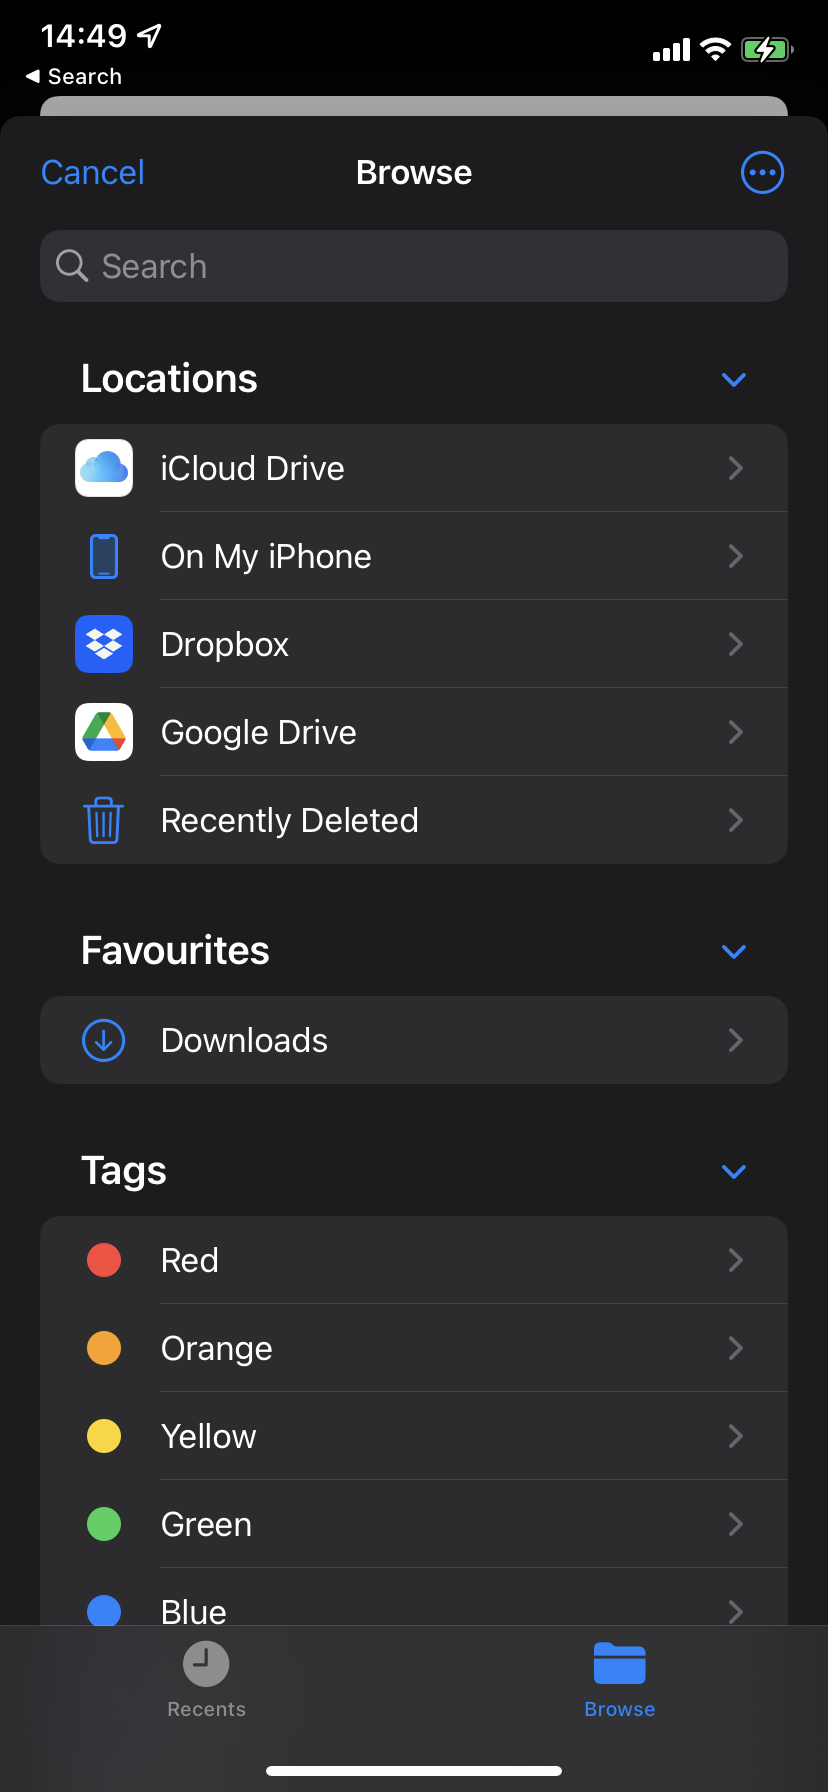 14:49
Search
Cancel
Browse
Search
Locations
iCloud Drive
On My iPhone
Dropbox
Google Drive
Recently Deleted
Favourites
Downloads
Tags
Red
Orange
Yellow
Green
Blue
Recents
Browse